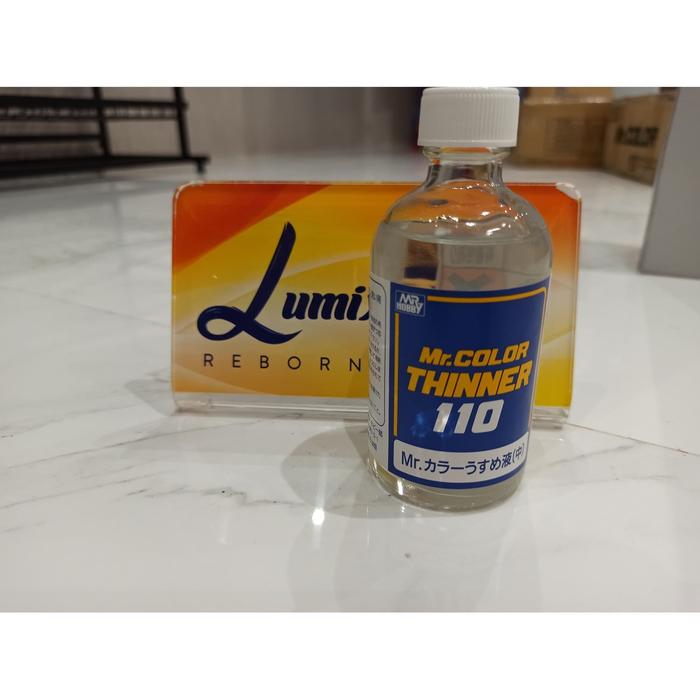 Lumi
REBORN
MR
HOBBY
Mr.COLOR
THINNER
110
Mr.カラーうすめ液(中)